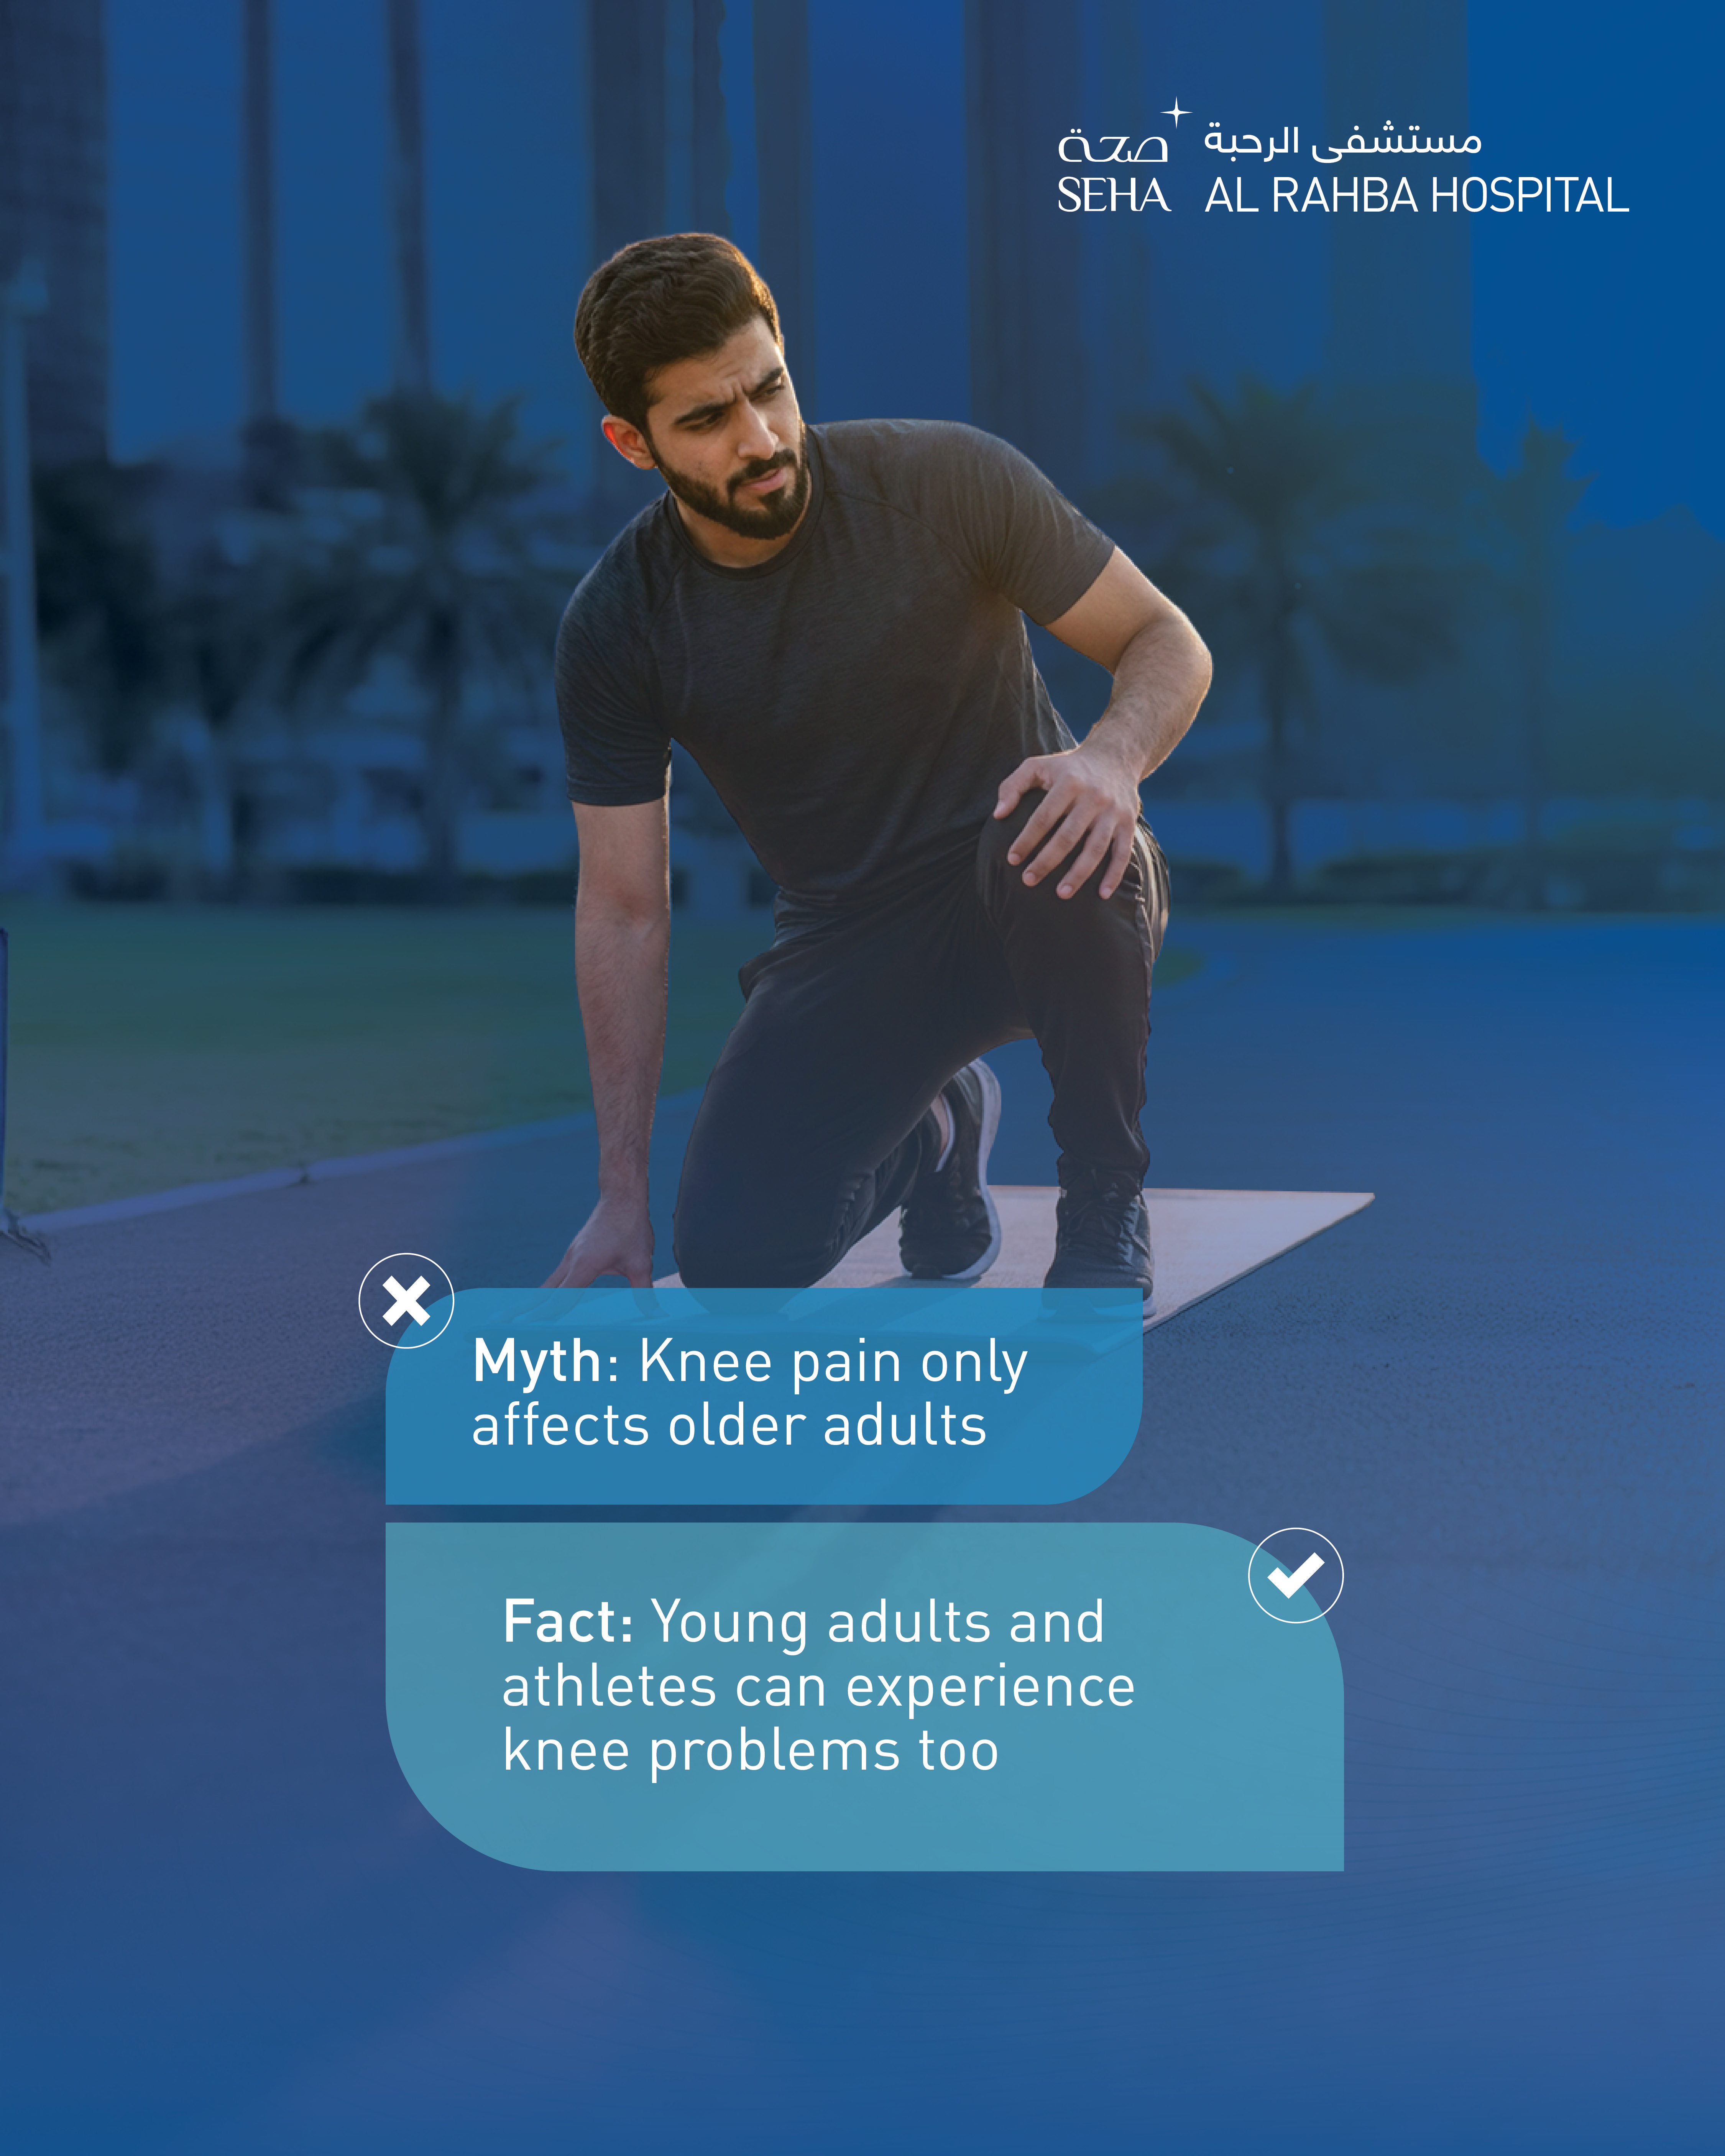 صحة
SEHA
مستشفى الرحبة
AL RAHBA HOSPITAL
Myth: Knee pain only
affects older adults
Fact: Young adults and
athletes can experience
knee problems too